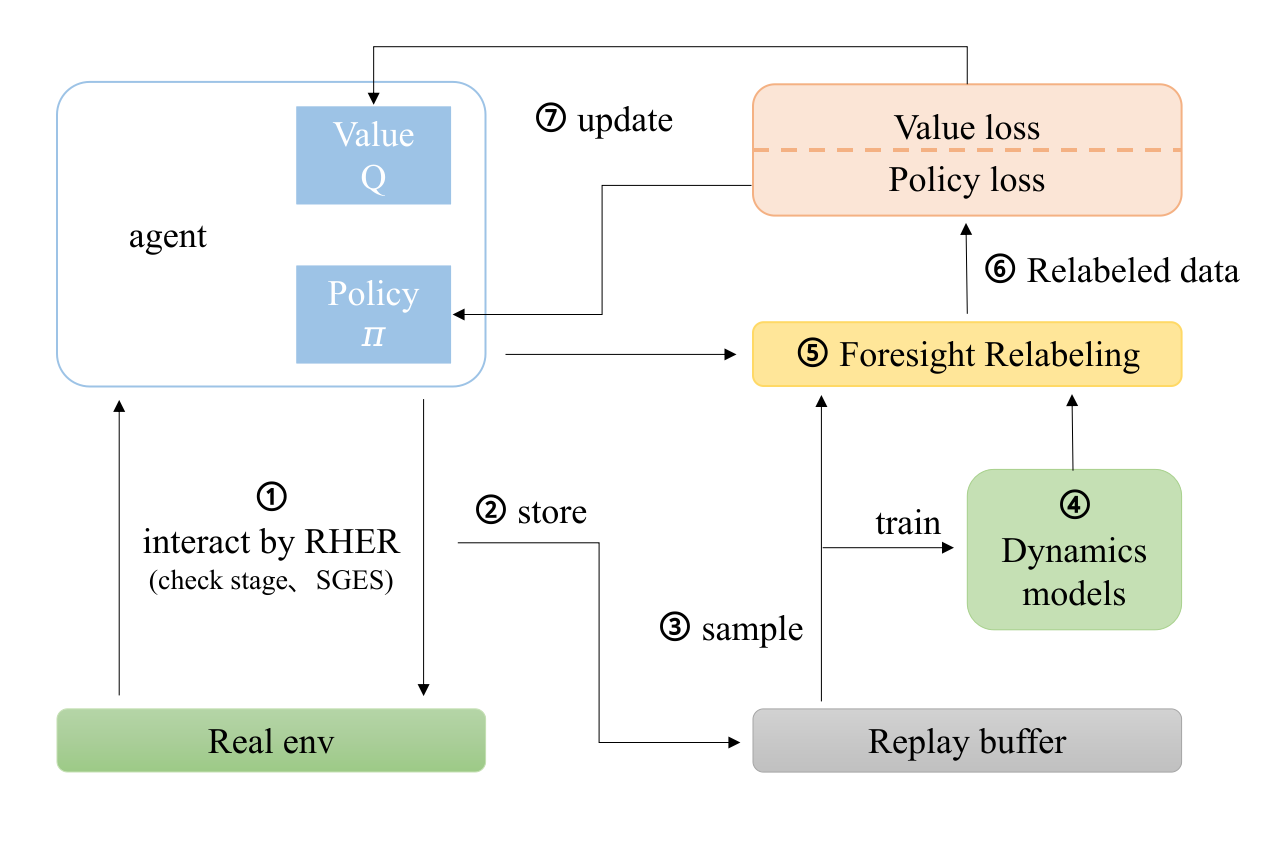 Value
Q
agent
Policy
π
⑦ update
Value loss
Policy loss
⑥ Relabeled data
⑤ Foresight Relabeling
①
interact by RHER
(check stage、SGES)
② store
③ sample
train
④
Dynamics
models
Real env
Replay buffer